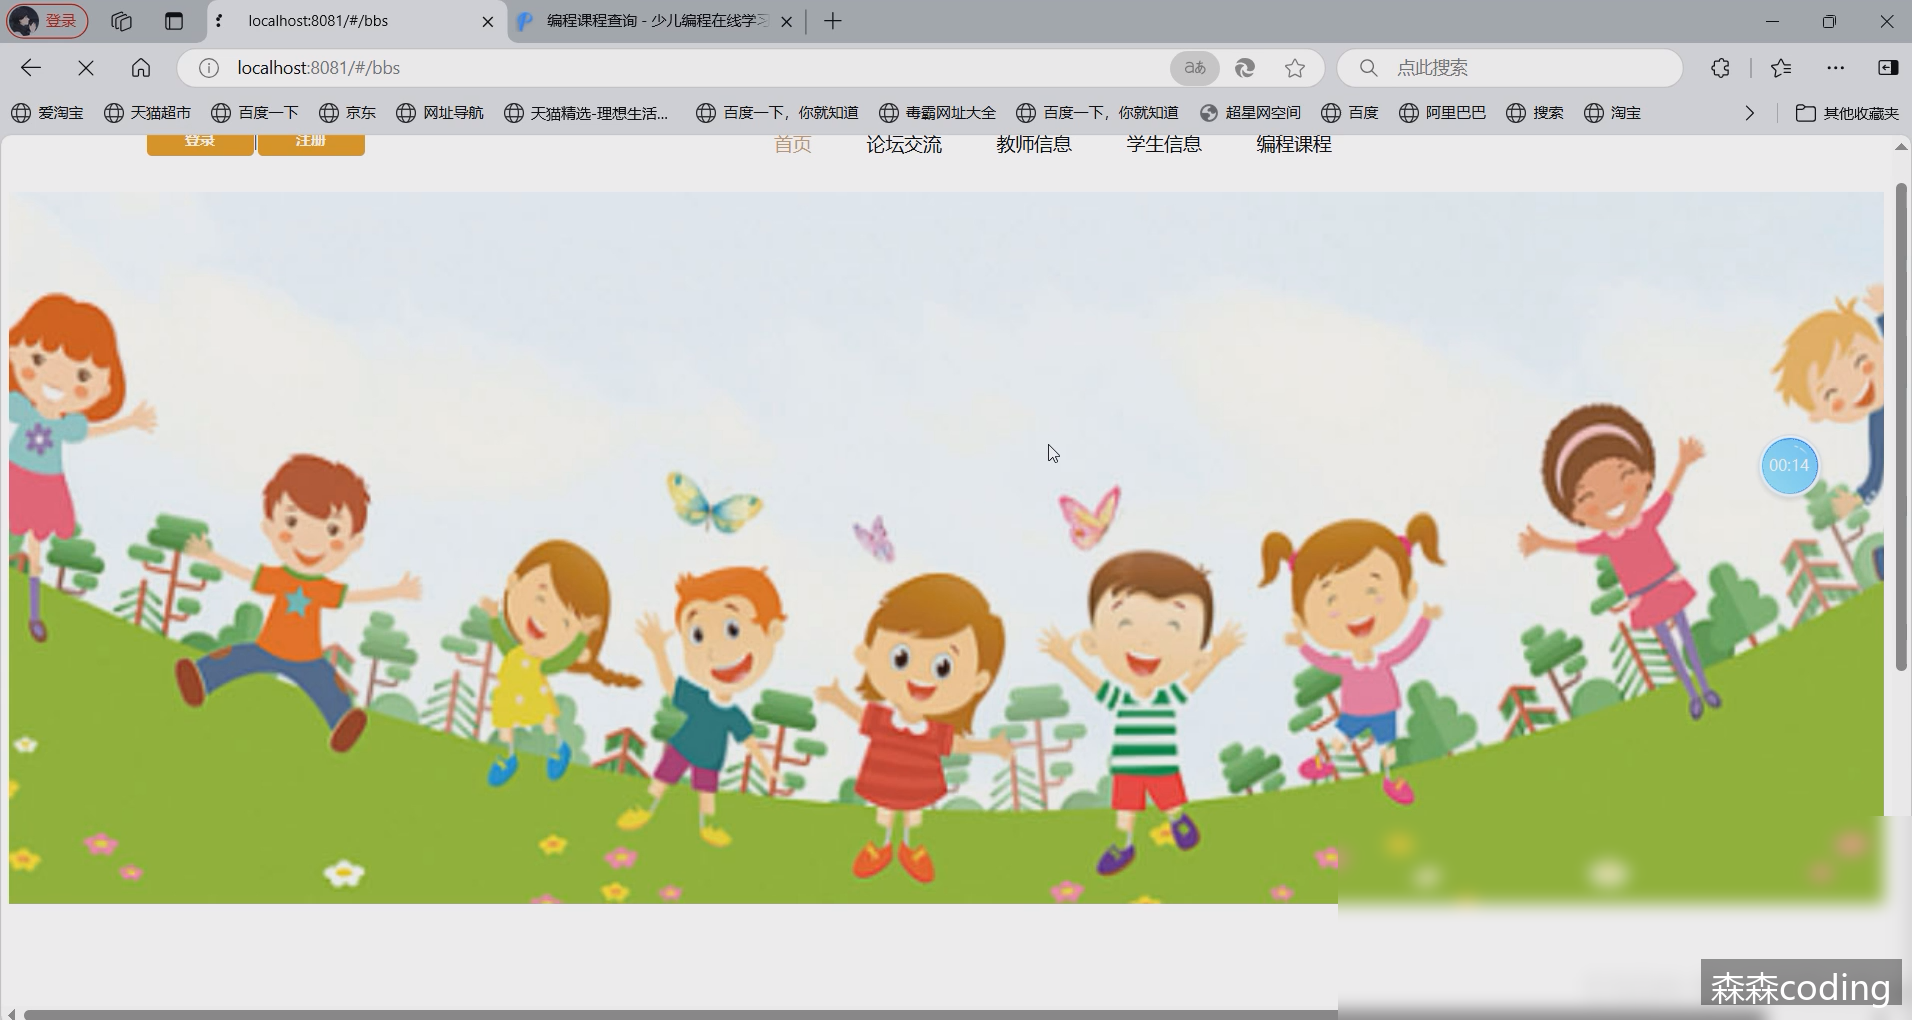 登录
localhost:8081/#/bbs
编程课程查询 - 少儿编程在线学习
localhost:8081/#/bbs
aあ
点此搜索
爱淘宝
天猫超市
百度一下
京东
网址导航
天猫精选-理想生活...
百度一下，你就知道
毒霸网址大全
百度一下，你就知道
超星网空间
百度
阿里巴巴
搜索
淘宝
其他收藏夹
登录
注册
首页
论坛交流
教师信息
学生信息
编程课程
00:14
森森coding